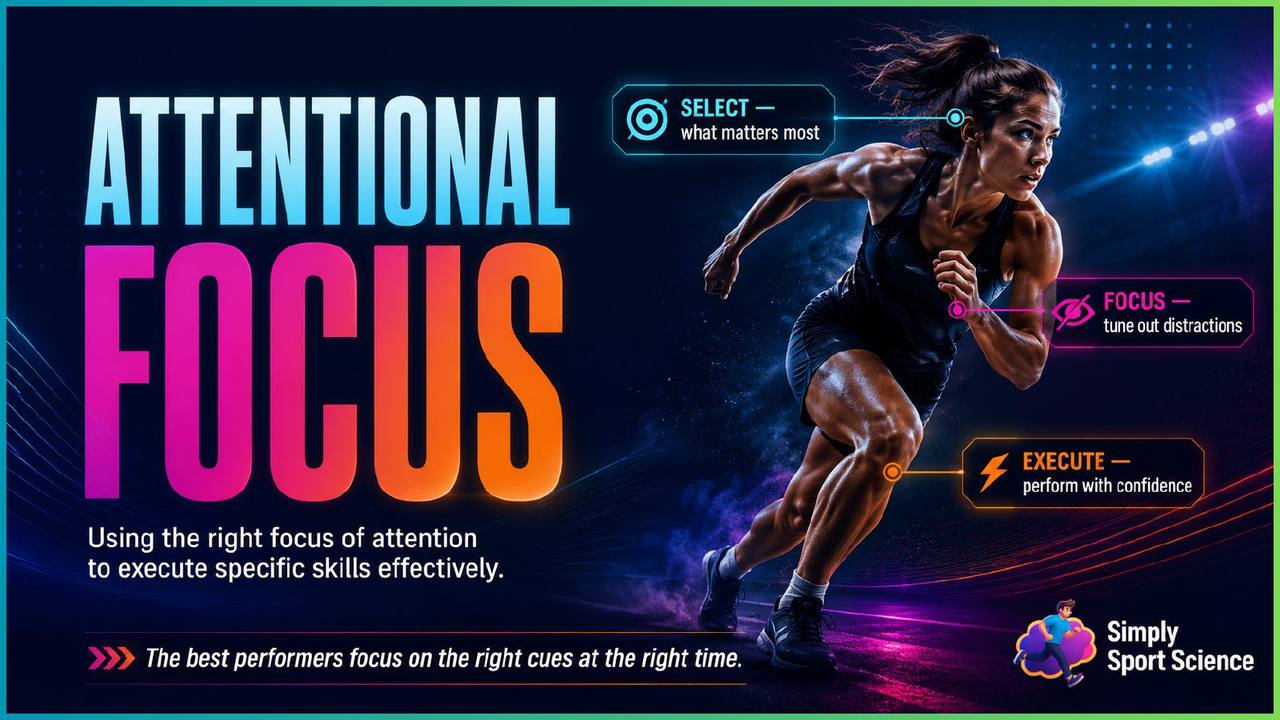 ATTENTIONAL
FOCUS
Using the right focus of attention
to execute specific skills effectively.
The best performers focus on the right cues at the right time.
SELECT —
what matters most
FOCUS —
tune out distractions
EXECUTE —
perform with confidence
Simply
Sport Science